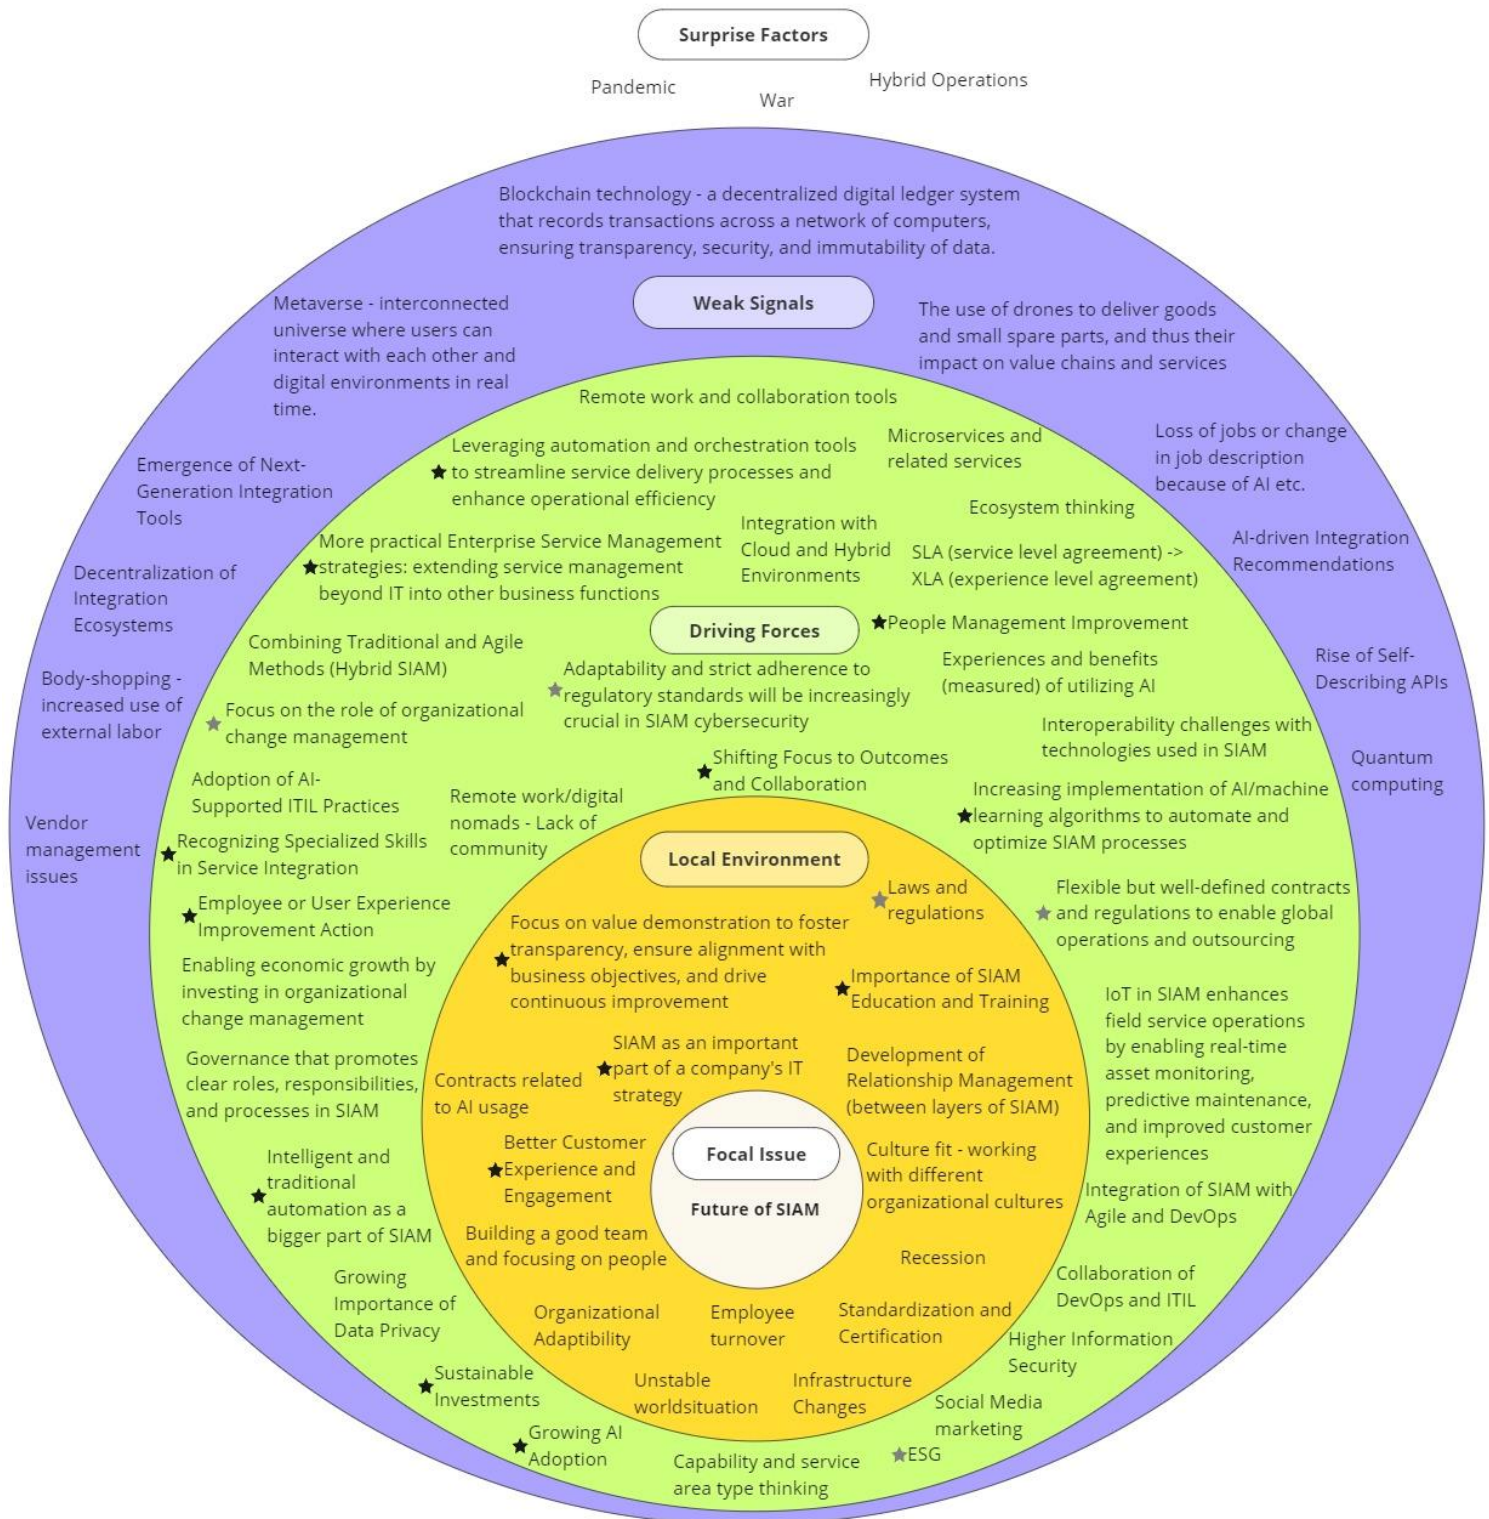 Surprise Factors
Pandemic
War
Hybrid Operations
Blockchain technology - a decentralized digital ledger system
that records transactions across a network of computers,
ensuring transparency, security, and immutability of data.
Weak Signals
Metaverse - interconnected
universe where users can
interact with each other and
digital environments in real
time.
The use of drones to deliver goods
and small spare parts, and thus their
impact on value chains and services
Emergence of Next-
Generation Integration
Tools
Loss of jobs or change
in job description
because of AI etc.
AI-driven Integration
Recommendations
Decentralization of
Integration
Ecosystems
Rise of Self-
Describing APIs
Body-shopping -
increased use of
external labor
Quantum
computing
Vendor
management
issues
Remote work and collaboration tools
Leveraging automation and orchestration tools
to streamline service delivery processes and
enhance operational efficiency
Microservices and
related services
Ecosystem thinking
Integration with
Cloud and Hybrid
Environments
SLA (service level agreement) ->
XLA (experience level agreement)
More practical Enterprise Service Management
strategies: extending service management
beyond IT into other business functions
Driving Forces
People Management Improvement
Combining Traditional and Agile
Methods (Hybrid SIAM)
Adaptability and strict adherence to
regulatory standards will be increasingly
crucial in SIAM cybersecurity
Experiences and benefits
(measured) of utilizing AI
Focus on the role of organizational
change management
Interoperability challenges with
technologies used in SIAM
Shifting Focus to Outcomes
and Collaboration
Adoption of AI-
Supported ITIL Practices
Remote work/digital
nomads - Lack of
community
Increasing implementation of AI/machine
learning algorithms to automate and
optimize SIAM processes
Recognizing Specialized Skills
in Service Integration
Employee or User Experience
Improvement Action
Flexible but well-defined contracts
and regulations to enable global
operations and outsourcing
Enabling economic growth by
investing in organizational
change management
IoT in SIAM enhances
field service operations
by enabling real-time
asset monitoring,
predictive maintenance,
and improved customer
experiences
Governance that promotes
clear roles, responsibilities,
and processes in SIAM
Intelligent and
traditional
automation as a
bigger part of SIAM
Integration of SIAM with
Agile and DevOps
Growing
Importance of
Data Privacy
Collaboration of
DevOps and ITIL
Higher Information
Security
Sustainable
Investments
Social Media
marketing
Growing AI
Adoption
ESG
Capability and service
area type thinking
Local Environment
Laws and
regulations
Focus on value demonstration to foster
transparency, ensure alignment with
business objectives, and drive
continuous improvement
Importance of SIAM
Education and Training
SIAM as an important
part of a company's IT
strategy
Development of
Relationship Management
(between layers of SIAM)
Contracts related
to AI usage
Better Customer
Experience and
Engagement
Culture fit - working
with different
organizational cultures
Building a good team
and focusing on people
Recession
Organizational
Adaptibility
Employee
turnover
Standardization and
Certification
Unstable
worldsituation
Infrastructure
Changes
Focal Issue
Future of SIAM